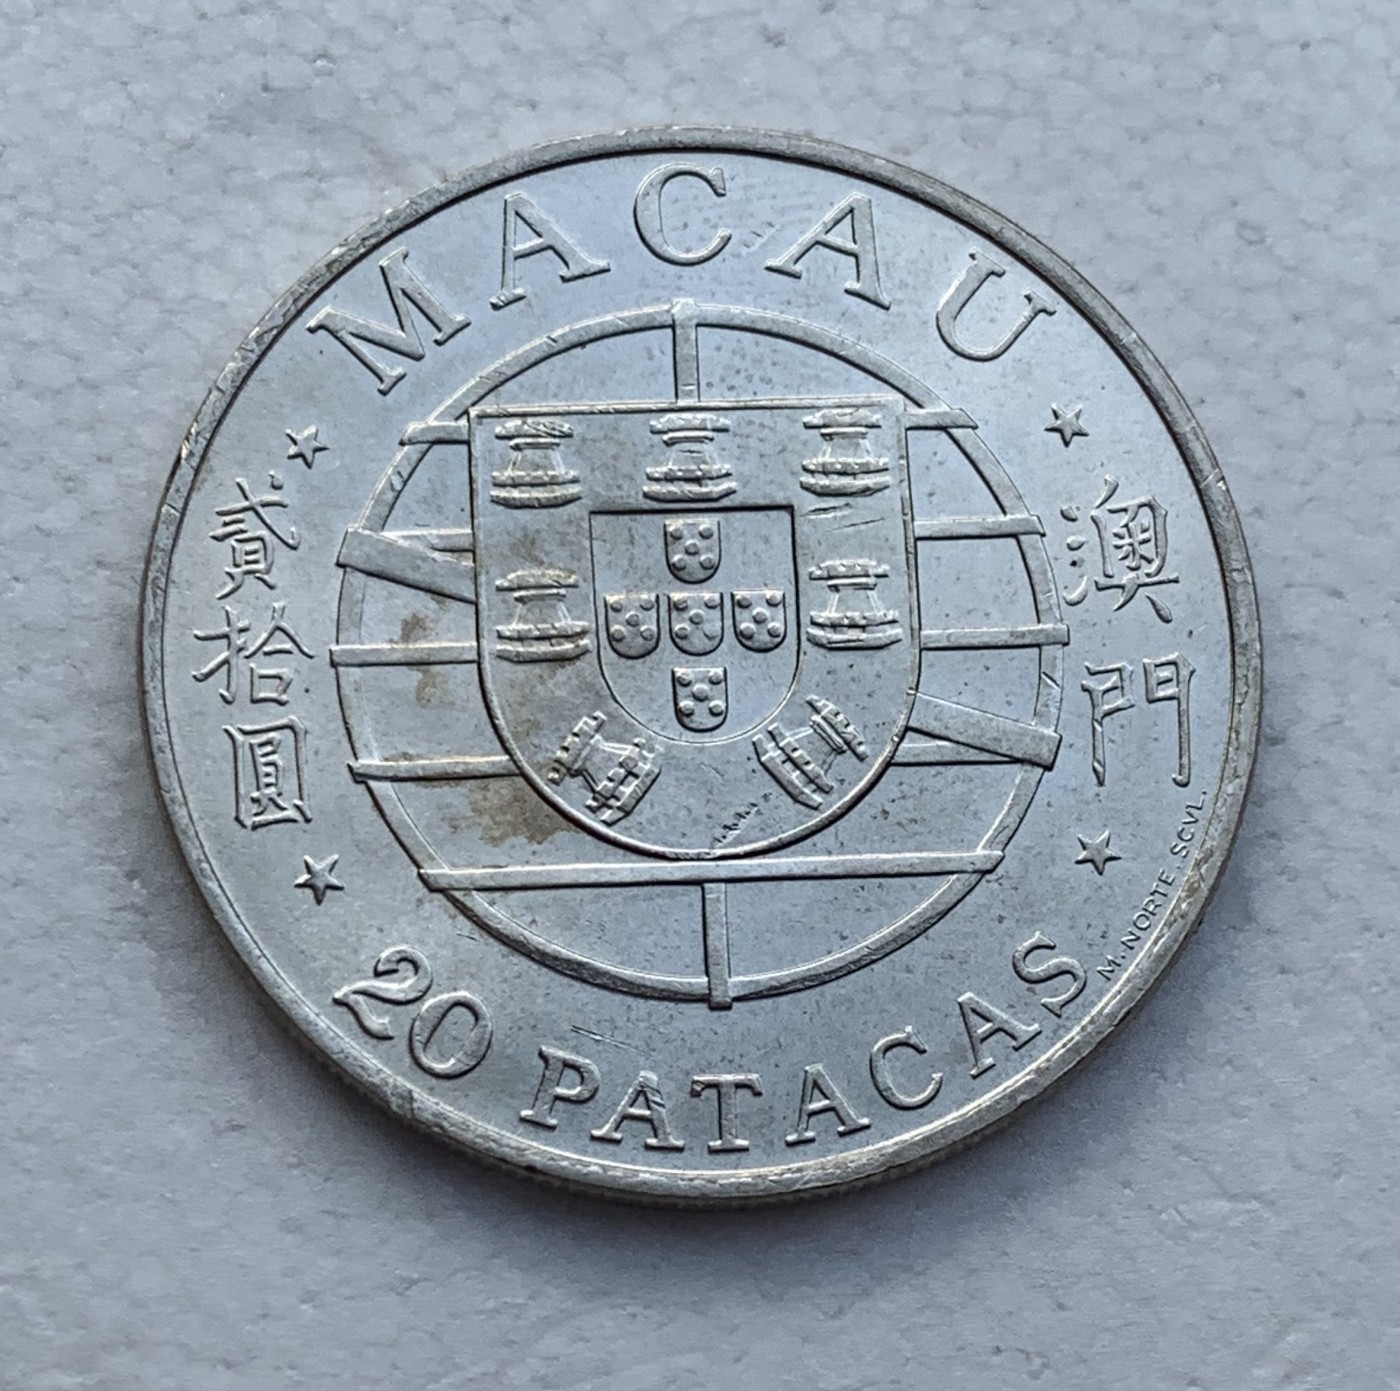 MACAU
貳拾圓
澳門
20 PATACAS
M. NORTE. SCVL.